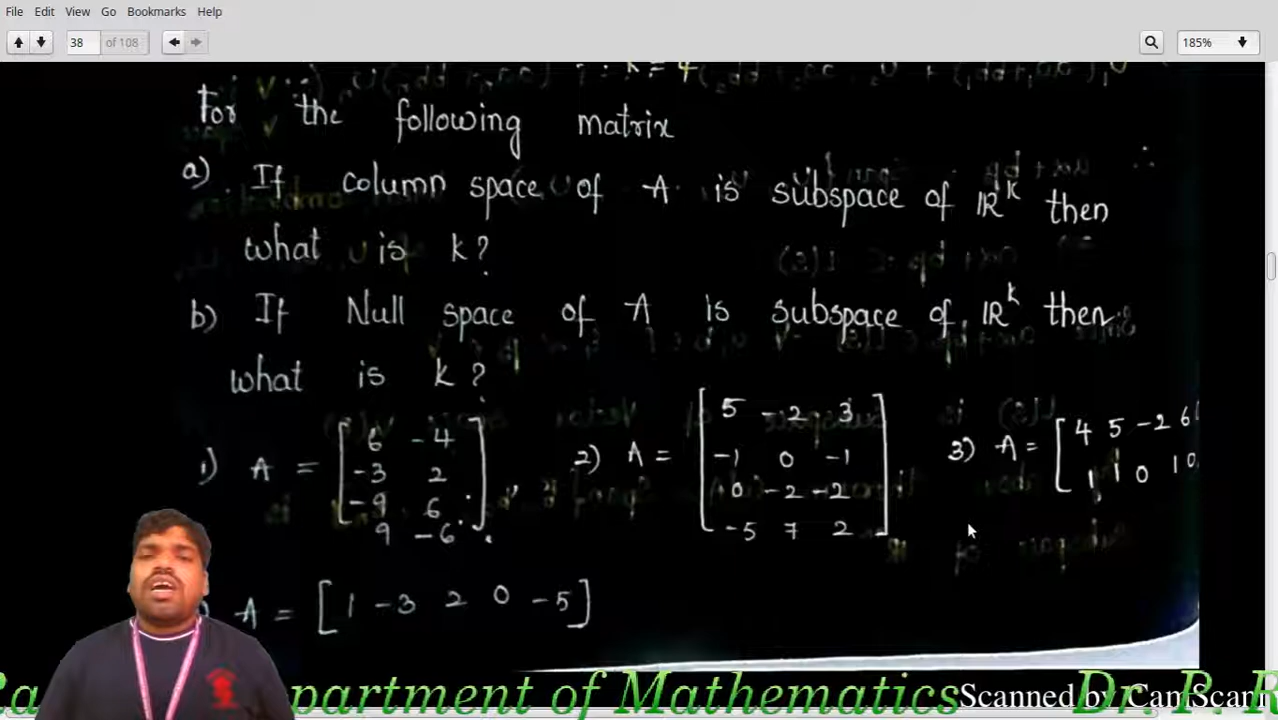 File Edit View Go Bookmarks Help
38 of 108 185%
for the following matrix
a). If column space of A is subspace of ℝ^k then
what is k?
b) If Null space of A is subspace of ℝ^k then
what is k?
1) A = [6 -4
-3 2
-9 6
9 -6].
2) A = [5 -2 3
-1 0 -1
0 -2 -2
-5 7 2]
3) A = [4 5 -2 6
1 1 0 1 0
) A = [1 -3 2 0 -5]
partment of Mathematics Dr. R. R
Scanned by CamScan